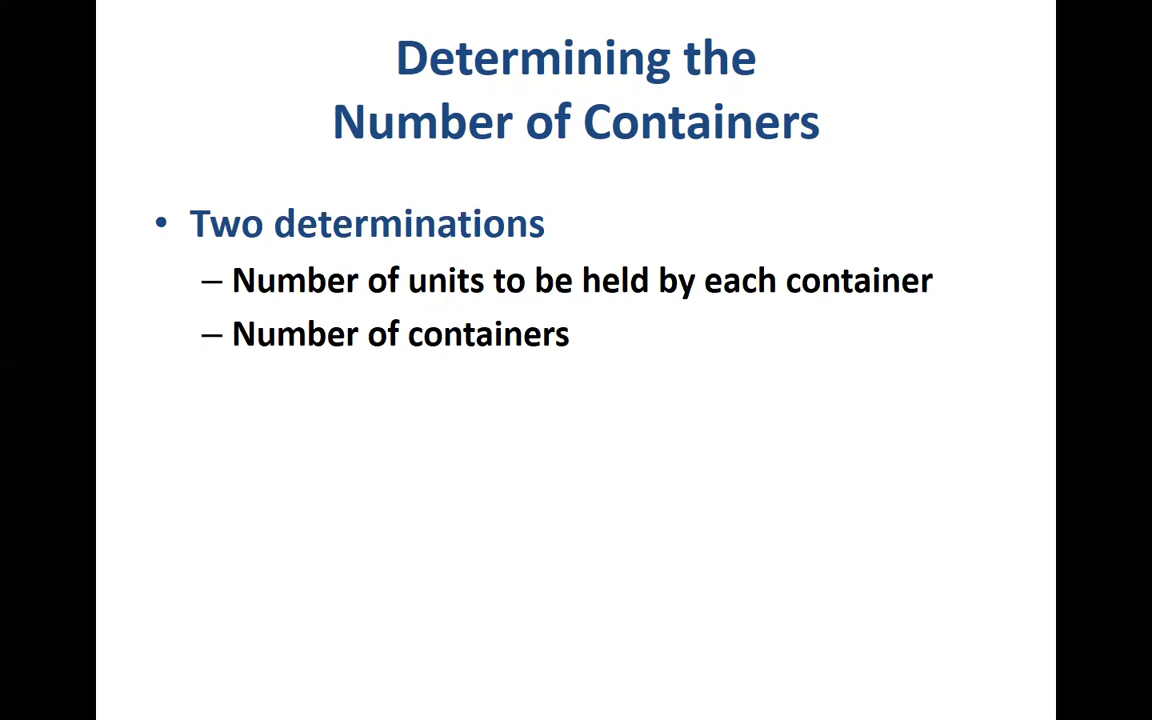 Determining the
Number of Containers
• Two determinations
– Number of units to be held by each container
– Number of containers